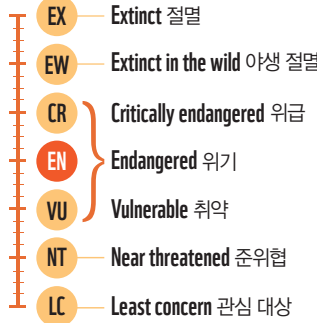 EX Extinct 절멸
EW Extinct in the wild 야생 절멸
CR Critically endangered 위급
EN Endangered 위기
VU Vulnerable 취약
NT Near threatened 준위협
LC Least concern 관심 대상